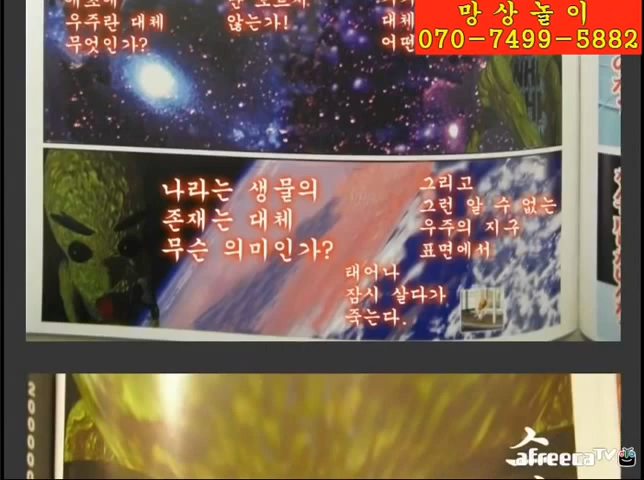 망상놀이
070-7499-5882
우주란 대체
무엇인가?
않는가!
대체
어떤
나라는 생물의
존재는 대체
무슨 의미인가?
그리고
그런 알 수 없는
우주의 지구
표면에서
태어나
잠시 살다가
죽는다.
afreecaTV